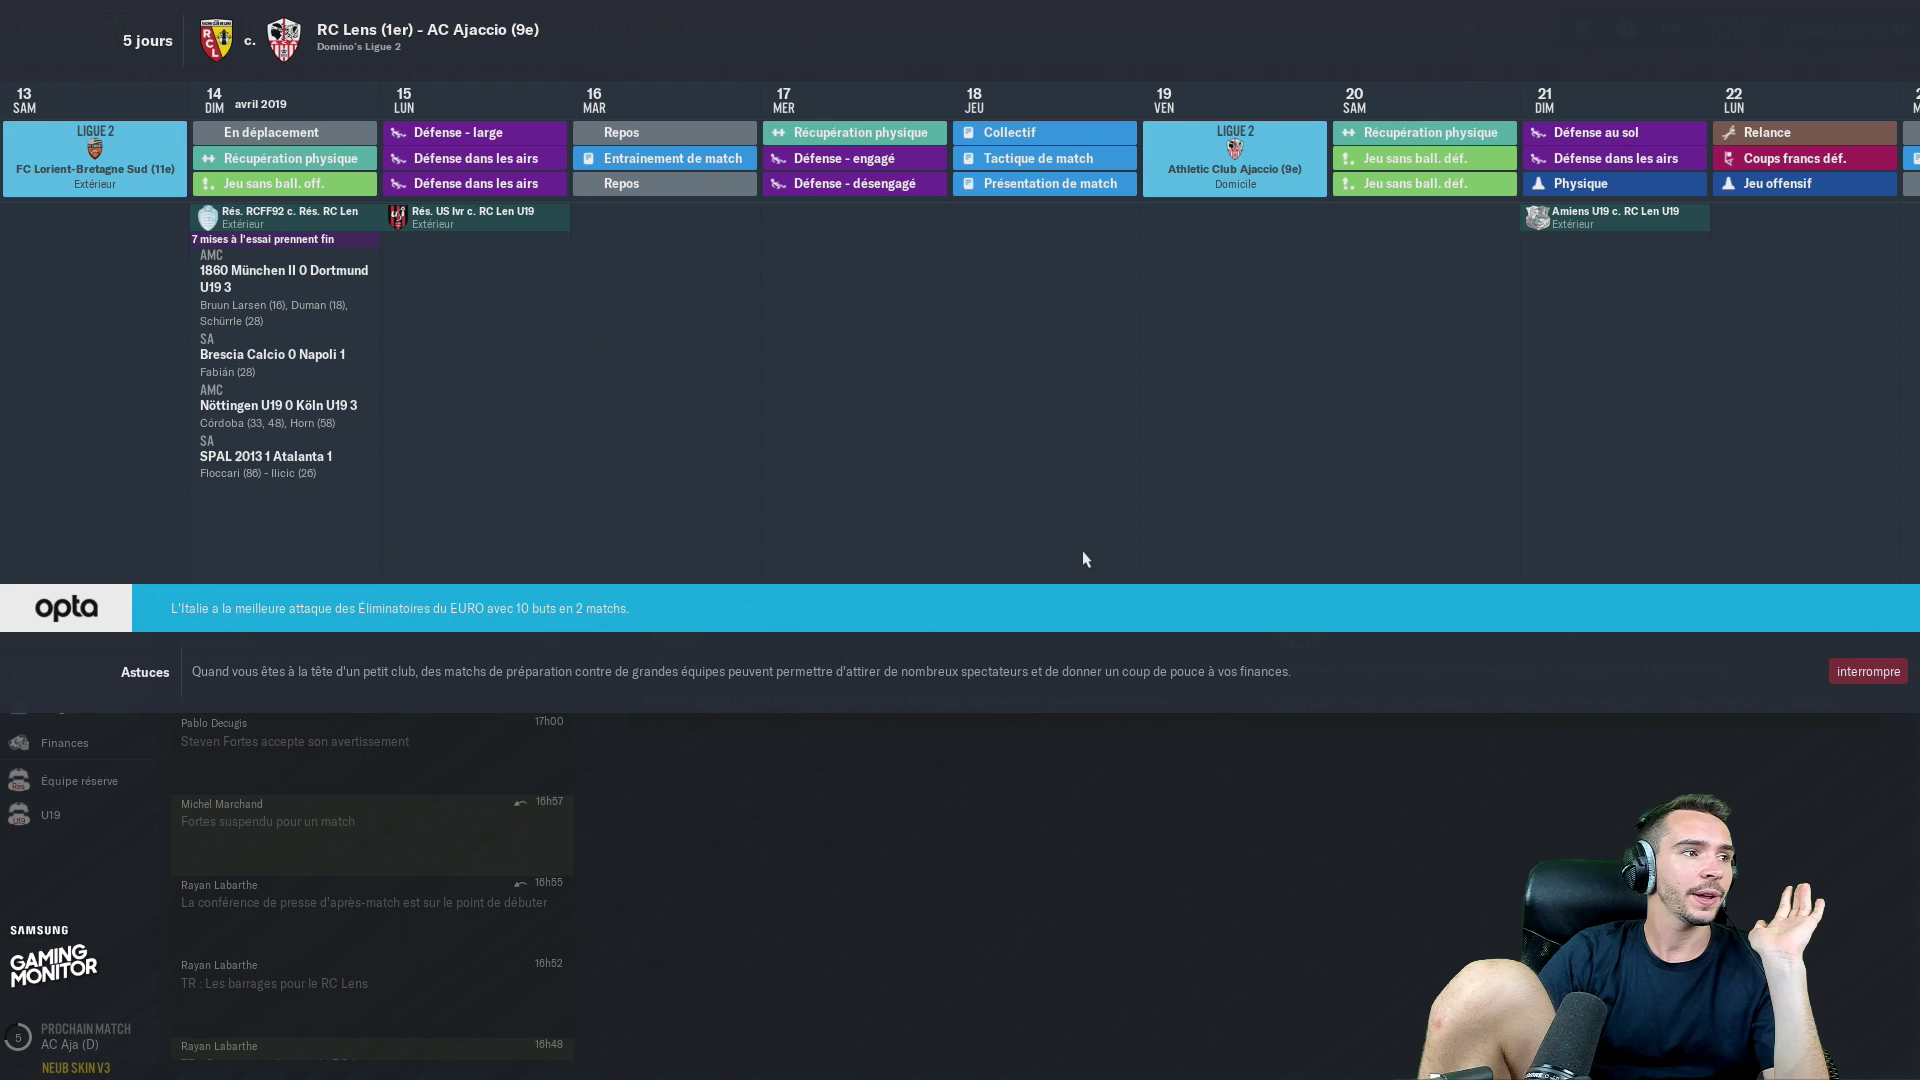 5 jours
c.
RC Lens (1er) - AC Ajaccio (9e)
Domino's Ligue 2
13
SAM
14
DIM avril 2019
15
LUN
16
MAR
17
MER
18
JEU
19
VEN
20
SAM
21
DIM
22
LUN
LIGUE 2
FC Lorient-Bretagne Sud (11e)
Extérieur
En déplacement
Récupération physique
Jeu sans ball. off.
Défense - large
Défense dans les airs
Défense dans les airs
Repos
Entraînement de match
Repos
Récupération physique
Défense - engagé
Défense - désengagé
Collectif
Tactique de match
Présentation de match
LIGUE 2
Athletic Club Ajaccio (9e)
Domicile
Récupération physique
Jeu sans ball. déf.
Jeu sans ball. déf.
Défense au sol
Défense dans les airs
Physique
Relance
Coups francs déf.
Jeu offensif
Rés. RCFF92 c. Rés. RC Len
Extérieur
Rés. US Ivr c. RC Len U19
Extérieur
Amiens U19 c. RC Len U19
Extérieur
7 mises à l'essai prennent fin
AMC
1860 München II 0 Dortmund
U19 3
Bruun Larsen (16), Duman (18),
Schürrle (28)
SA
Brescia Calcio 0 Napoli 1
Fabián (28)
AMC
Nöttingen U19 0 Köln U19 3
Córdoba (33, 48), Horn (58)
SA
SPAL 2013 1 Atalanta 1
Floccari (86) - Ilicic (26)
opta
L'Italie a la meilleure attaque des Éliminatoires du EURO avec 10 buts en 2 matchs.
Astuces
Quand vous êtes à la tête d'un petit club, des matchs de préparation contre de grandes équipes peuvent permettre d'attirer de nombreux spectateurs et de donner un coup de pouce à vos finances.
interrompre
Pablo Decugis 17h00
Steven Fortes accepte son avertissement
Finances
Équipe réserve
U19
Michel Marchand 16h57
Fortes suspendu pour un match
Rayan Labarthe 16h55
La conférence de presse d'après-match est sur le point de débuter
Rayan Labarthe 16h52
TR : Les barrages pour le RC Lens
Rayan Labarthe 16h48
SAMSUNG
GAMING
MONITOR
5
PROCHAIN MATCH
AC Aja (D)
NEUB SKIN V3